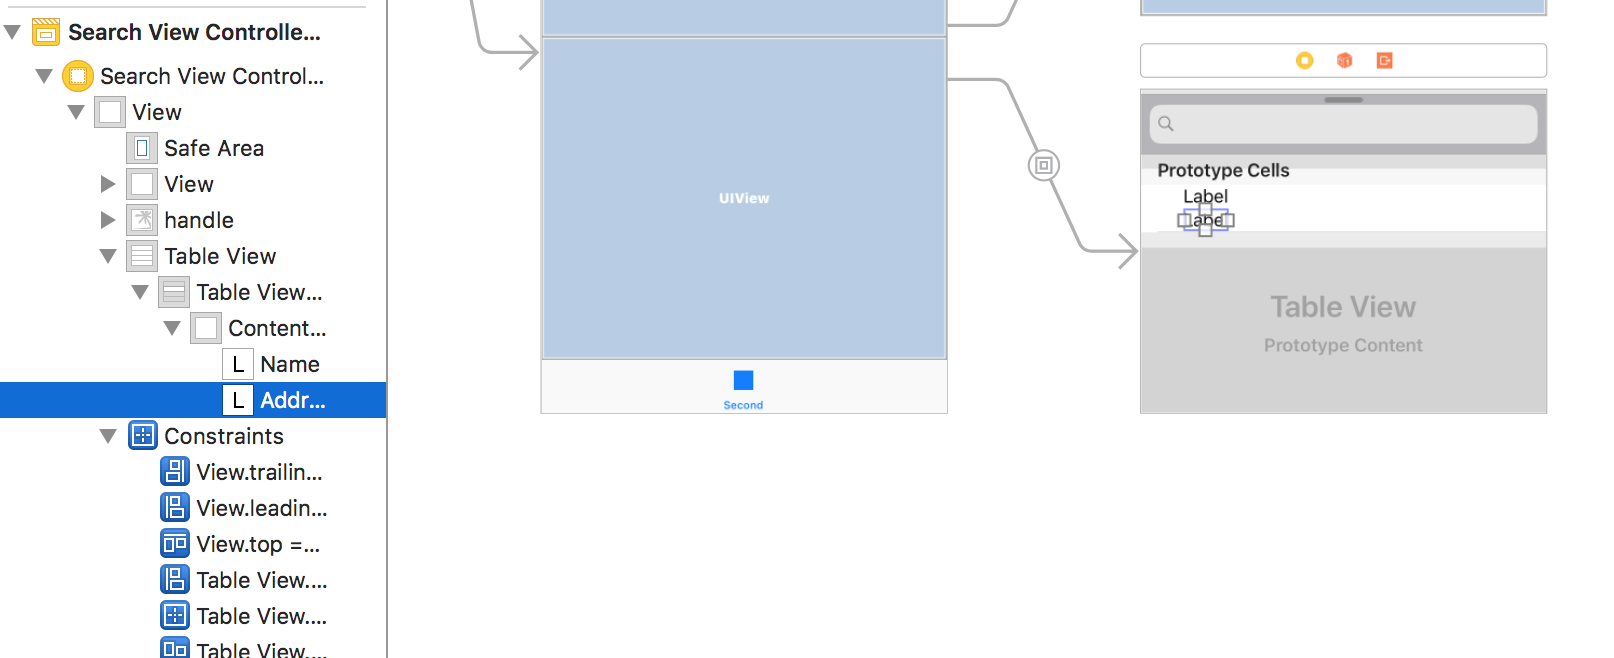 Search View Controlle...
Search View Control...
View
Safe Area
View
handle
Table View
Table View...
Content...
L Name
L Addr...
Constraints
View.trailin...
View.leadin...
View.top =...
Table View....
Table View....
Table View....
UIView
Second
Prototype Cells
Label
Label
Table View
Prototype Content